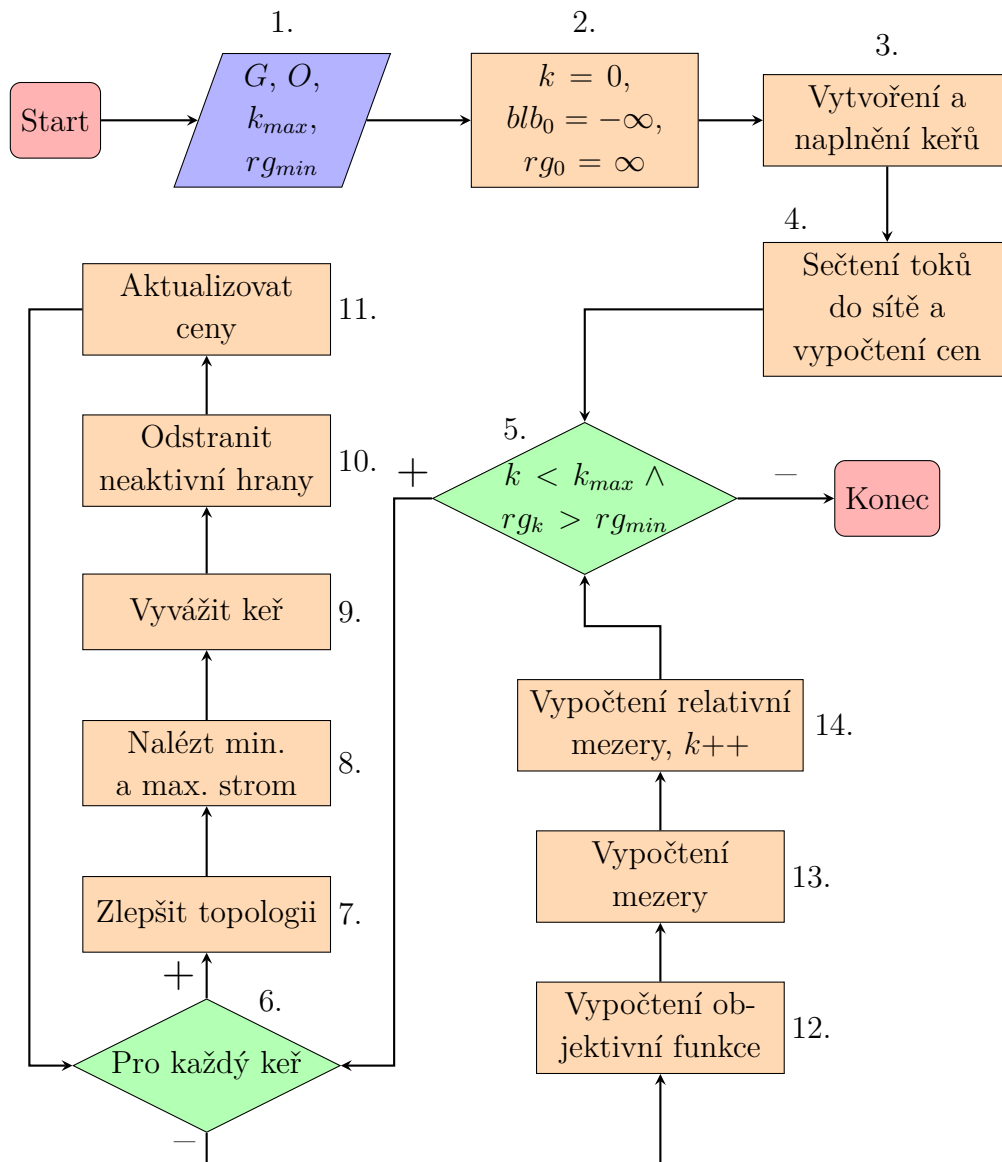 Start
1.
G, O,
k_max,
rg_min
2.
k = 0,
blb_0 = −∞,
rg_0 = ∞
3.
Vytvoření a
naplnění keřů
4.
Sečtení toků
do sítě a
vypočtení cen
5.
k < k_max ∧
rg_k > rg_min
+
−
Konec
6.
Pro každý keř
+
−
7.
Zlepšit topologii
8.
Nalézt min.
a max. strom
9.
Vyvážit keř
10.
Odstranit
neaktivní hrany
11.
Aktualizovat
ceny
12.
Vypočtení ob-
jektivní funkce
13.
Vypočtení
mezery
14.
Vypočtení relativní
mezery, k++